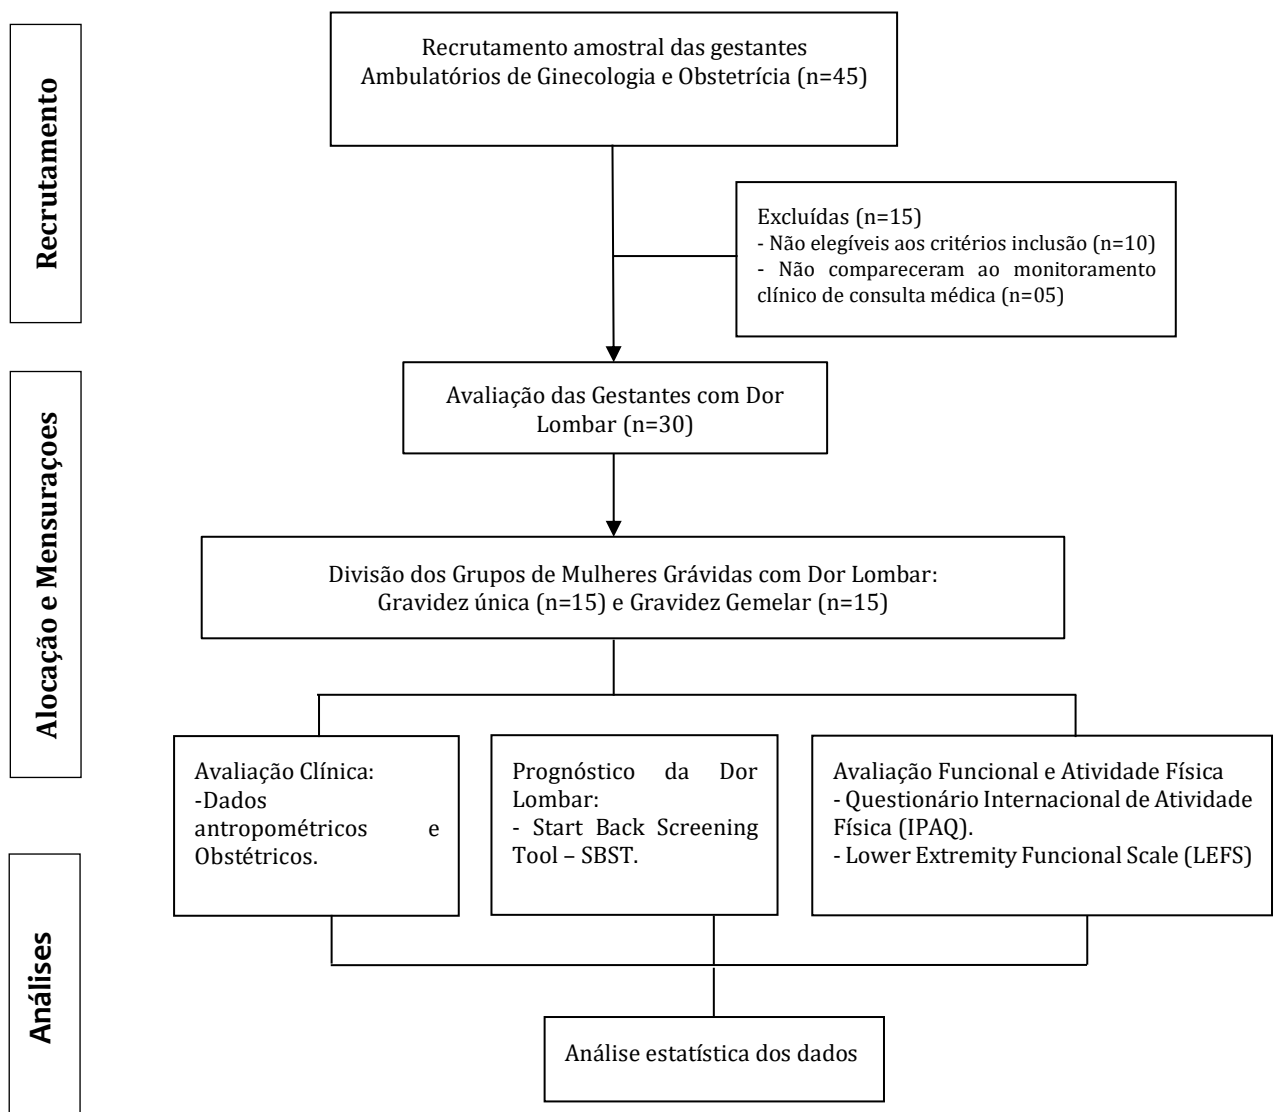 Recrutamento
Recrutamento amostral das gestantes
Ambulatórios de Ginecologia e Obstetrícia (n=45)
Excluídas (n=15)
- Não elegíveis aos critérios inclusão (n=10)
- Não compareceram ao monitoramento
clínico de consulta médica (n=05)
Alocação e Mensuraçoes
Avaliação das Gestantes com Dor
Lombar (n=30)
Divisão dos Grupos de Mulheres Grávidas com Dor Lombar:
Gravidez única (n=15) e Gravidez Gemelar (n=15)
Avaliação Clínica:
-Dados
antropométricos e
Obstétricos.
Prognóstico da Dor
Lombar:
- Start Back Screening
Tool – SBST.
Avaliação Funcional e Atividade Física
- Questionário Internacional de Atividade
Física (IPAQ).
- Lower Extremity Funcional Scale (LEFS)
Análises
Análise estatística dos dados